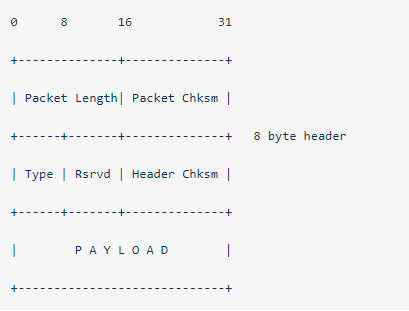 0      8       16            31
+--------------+--------------+
| Packet Length| Packet Chksm |
+------+-------+--------------+   8 byte header
| Type | Rsrvd | Header Chksm |
+------+-------+--------------+
|        P A Y L O A D        |
+-----------------------------+